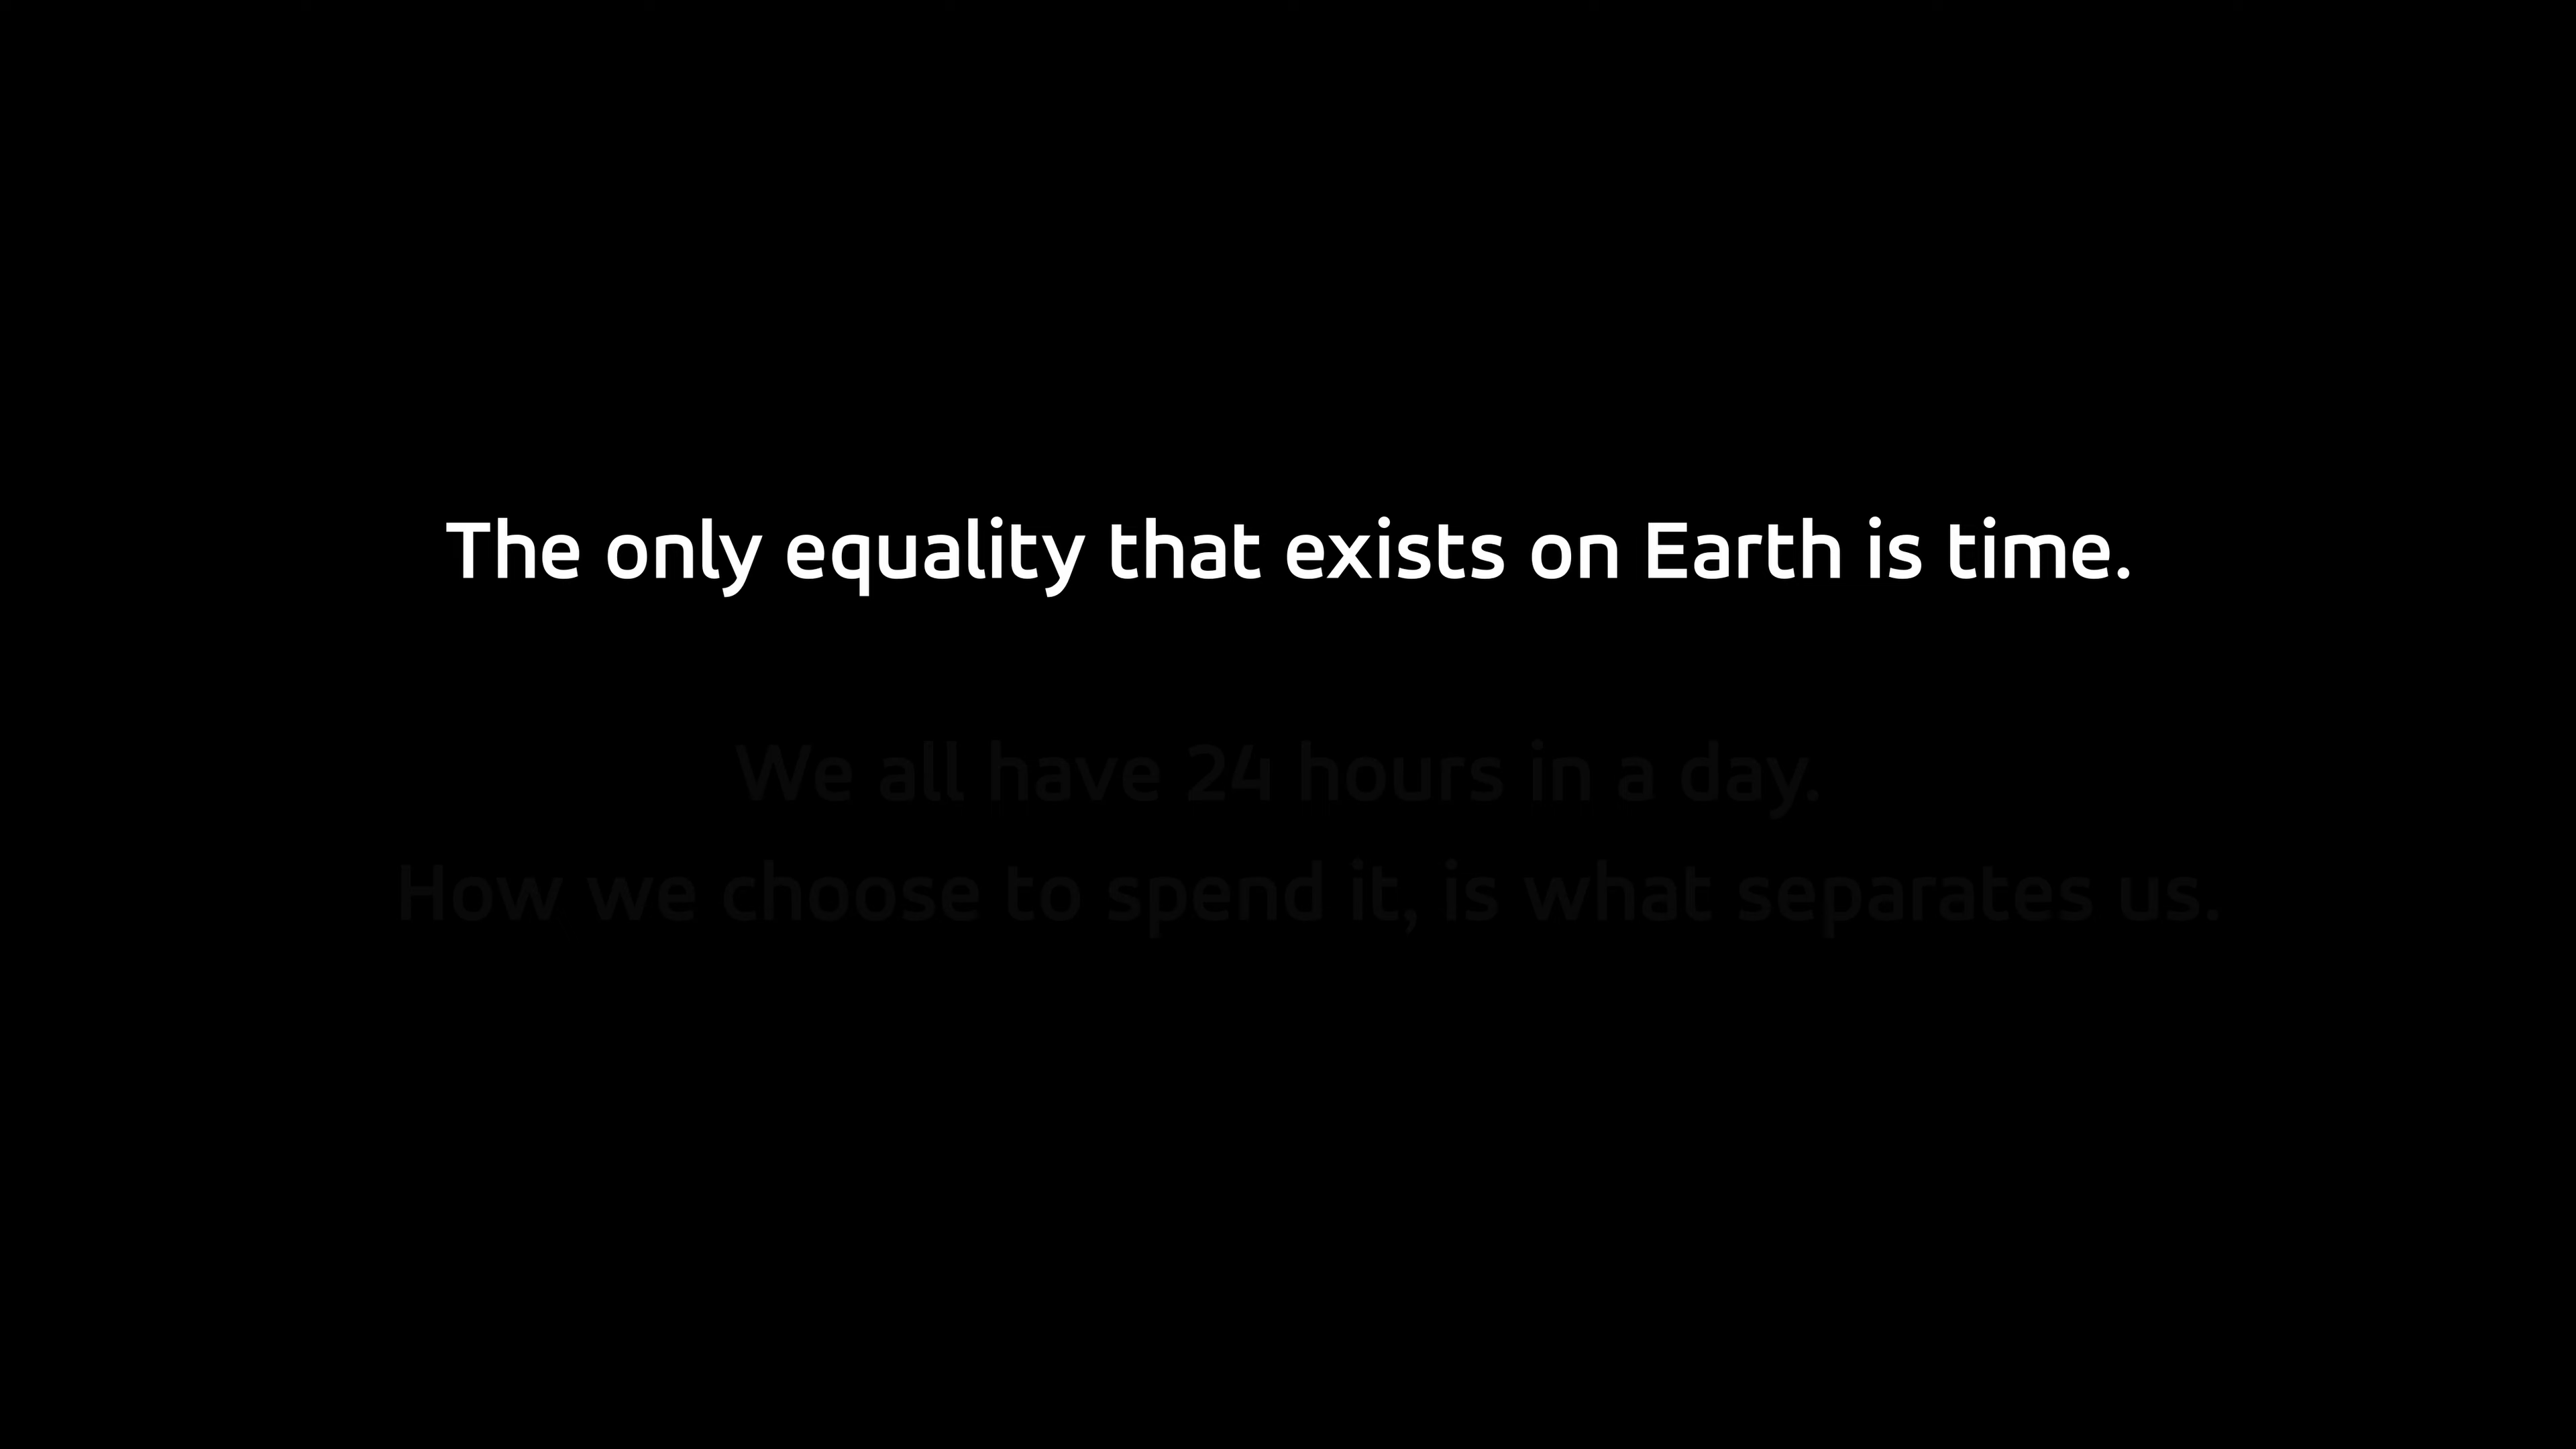 The only equality that exists on Earth is time.
We all have 24 hours in a day.
How we choose to spend it, is what separates us.